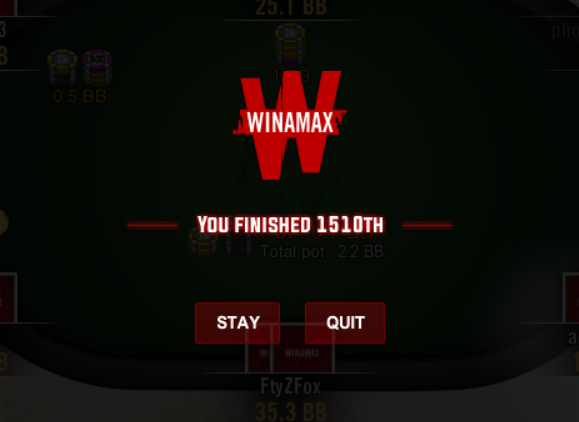 25.1 BB
0.5 BB
WINAMAX
YOU FINISHED 1510TH
Total pot : 2.2 BB
STAY
QUIT
WINAMAX
FtyZFox
35.3 BB